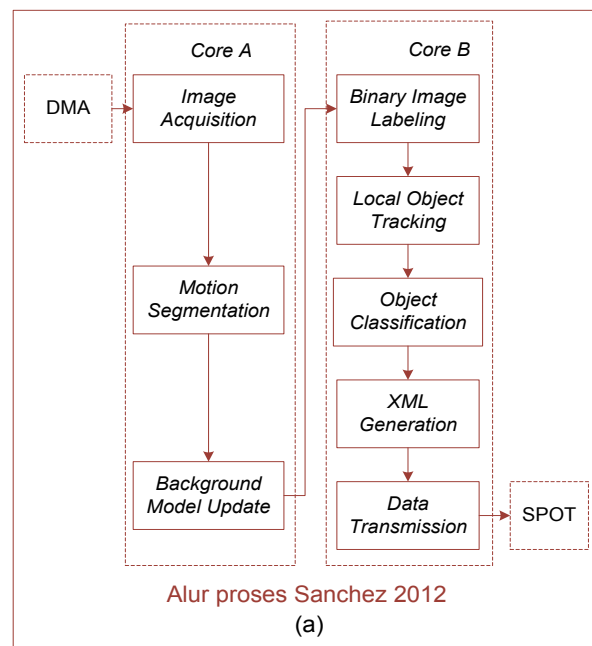 Core A
Core B
DMA
Image
Acquisition
Motion
Segmentation
Background
Model Update
Binary Image
Labeling
Local Object
Tracking
Object
Classification
XML
Generation
Data
Transmission
SPOT
Alur proses Sanchez 2012
(a)